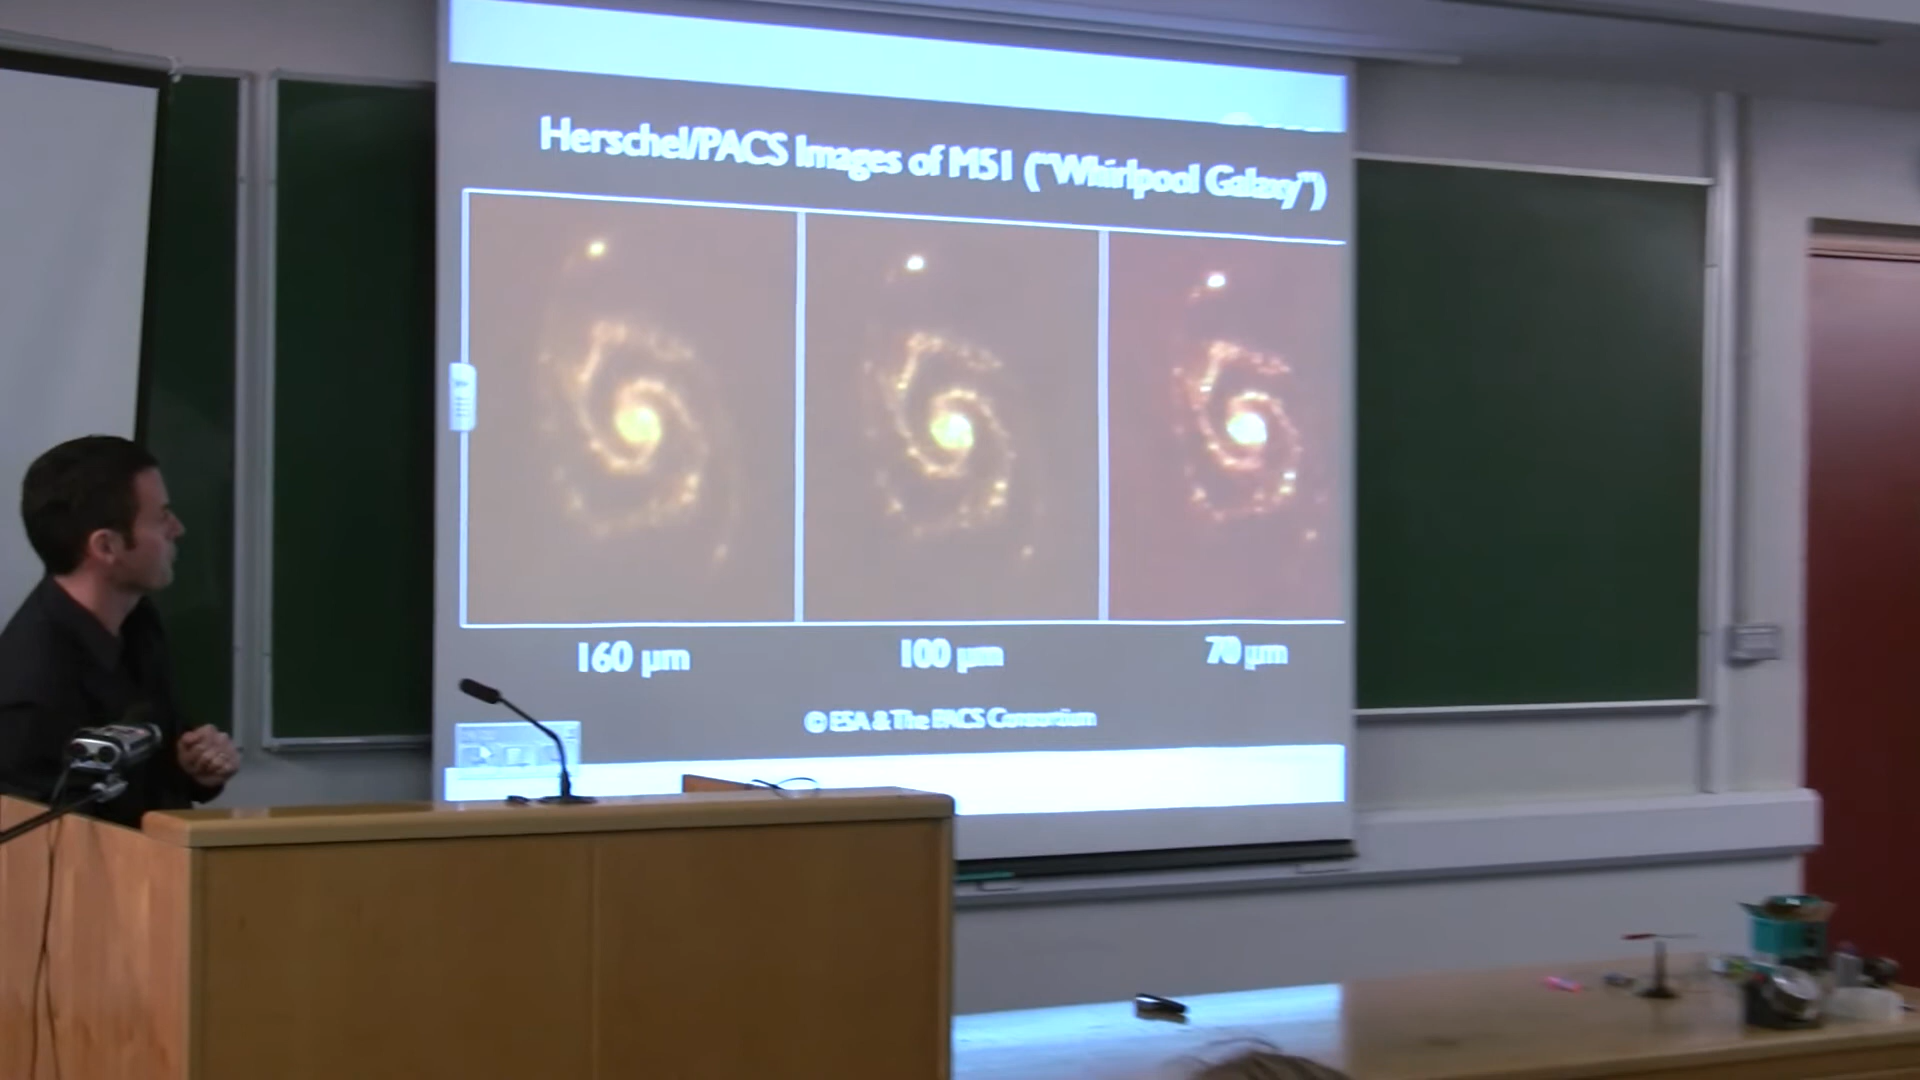 Herschel/PACS Images of M51 ("Whirlpool Galaxy")
160 µm
100 µm
70 µm
© ESA & The PACS Consortium